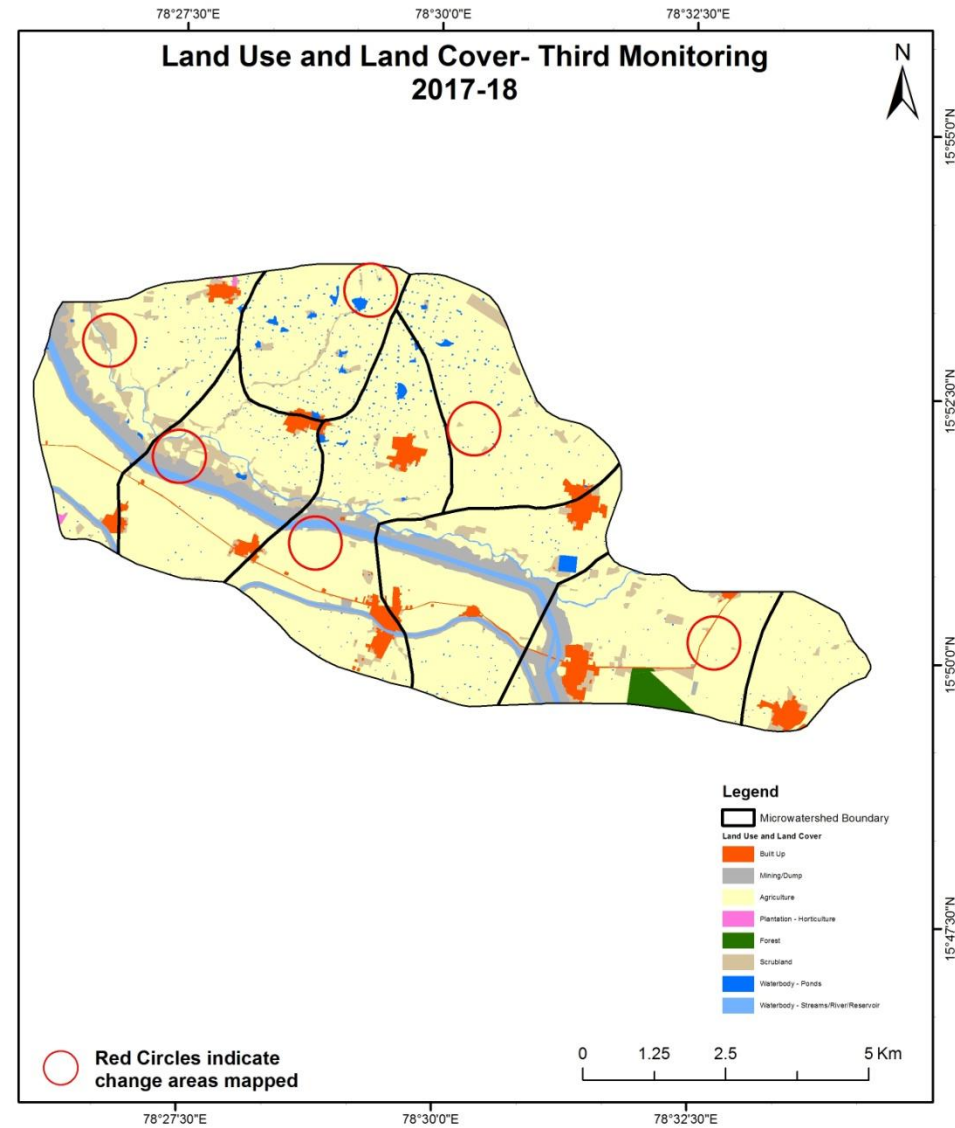 78°27'30"E 78°30'0"E 78°32'30"E
Land Use and Land Cover- Third Monitoring
2017-18
N
15°55'0"N
15°52'30"N
15°50'0"N
15°47'30"N
Legend
Microwatershed Boundary
Land Use and Land Cover
Built Up
Mining/Dump
Agriculture
Plantation - Horticulture
Forest
Scrubland
Waterbody - Ponds
Waterbody - Streams/River/Reservoir
Red Circles indicate
change areas mapped
0 1.25 2.5 5 Km
78°27'30"E 78°30'0"E 78°32'30"E